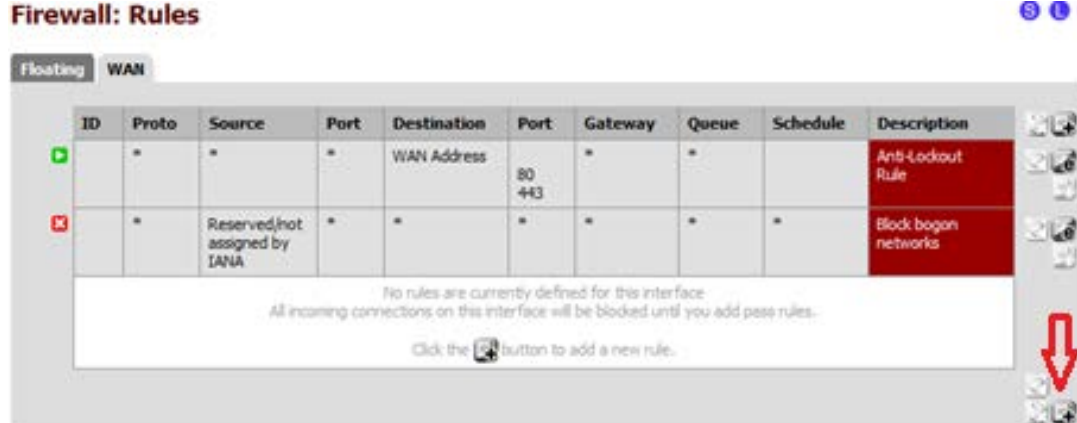 Firewall: Rules
S L
Floating WAN
ID Proto Source Port Destination Port Gateway Queue Schedule Description
* * * WAN Address 80 443 * * Anti-Lockout Rule
* Reserved/not assigned by IANA * * * * * * Block bogon networks
No rules are currently defined for this interface
All incoming connections on this interface will be blocked until you add pass rules.
Click the button to add a new rule.